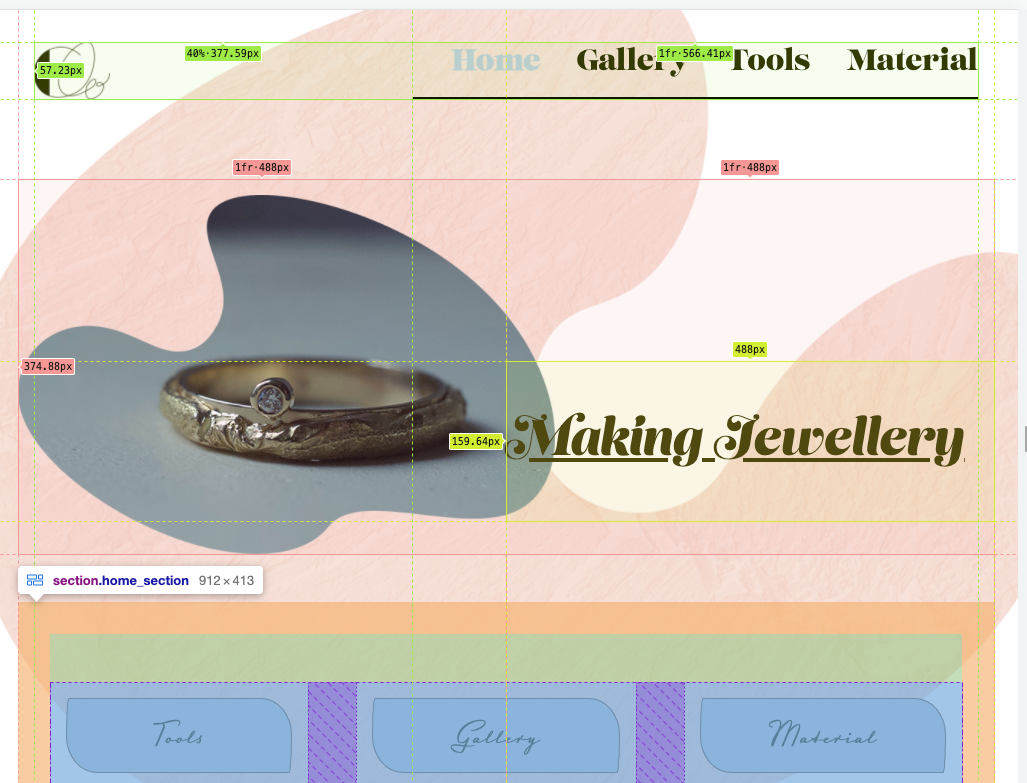 40%·377.59px
1fr·566.41px
57.23px
Home Gallery Tools Material
1fr·488px
1fr·488px
488px
374.88px
159.64px
Making Jewellery
section.home_section 912×413
Tools
Gallery
Material